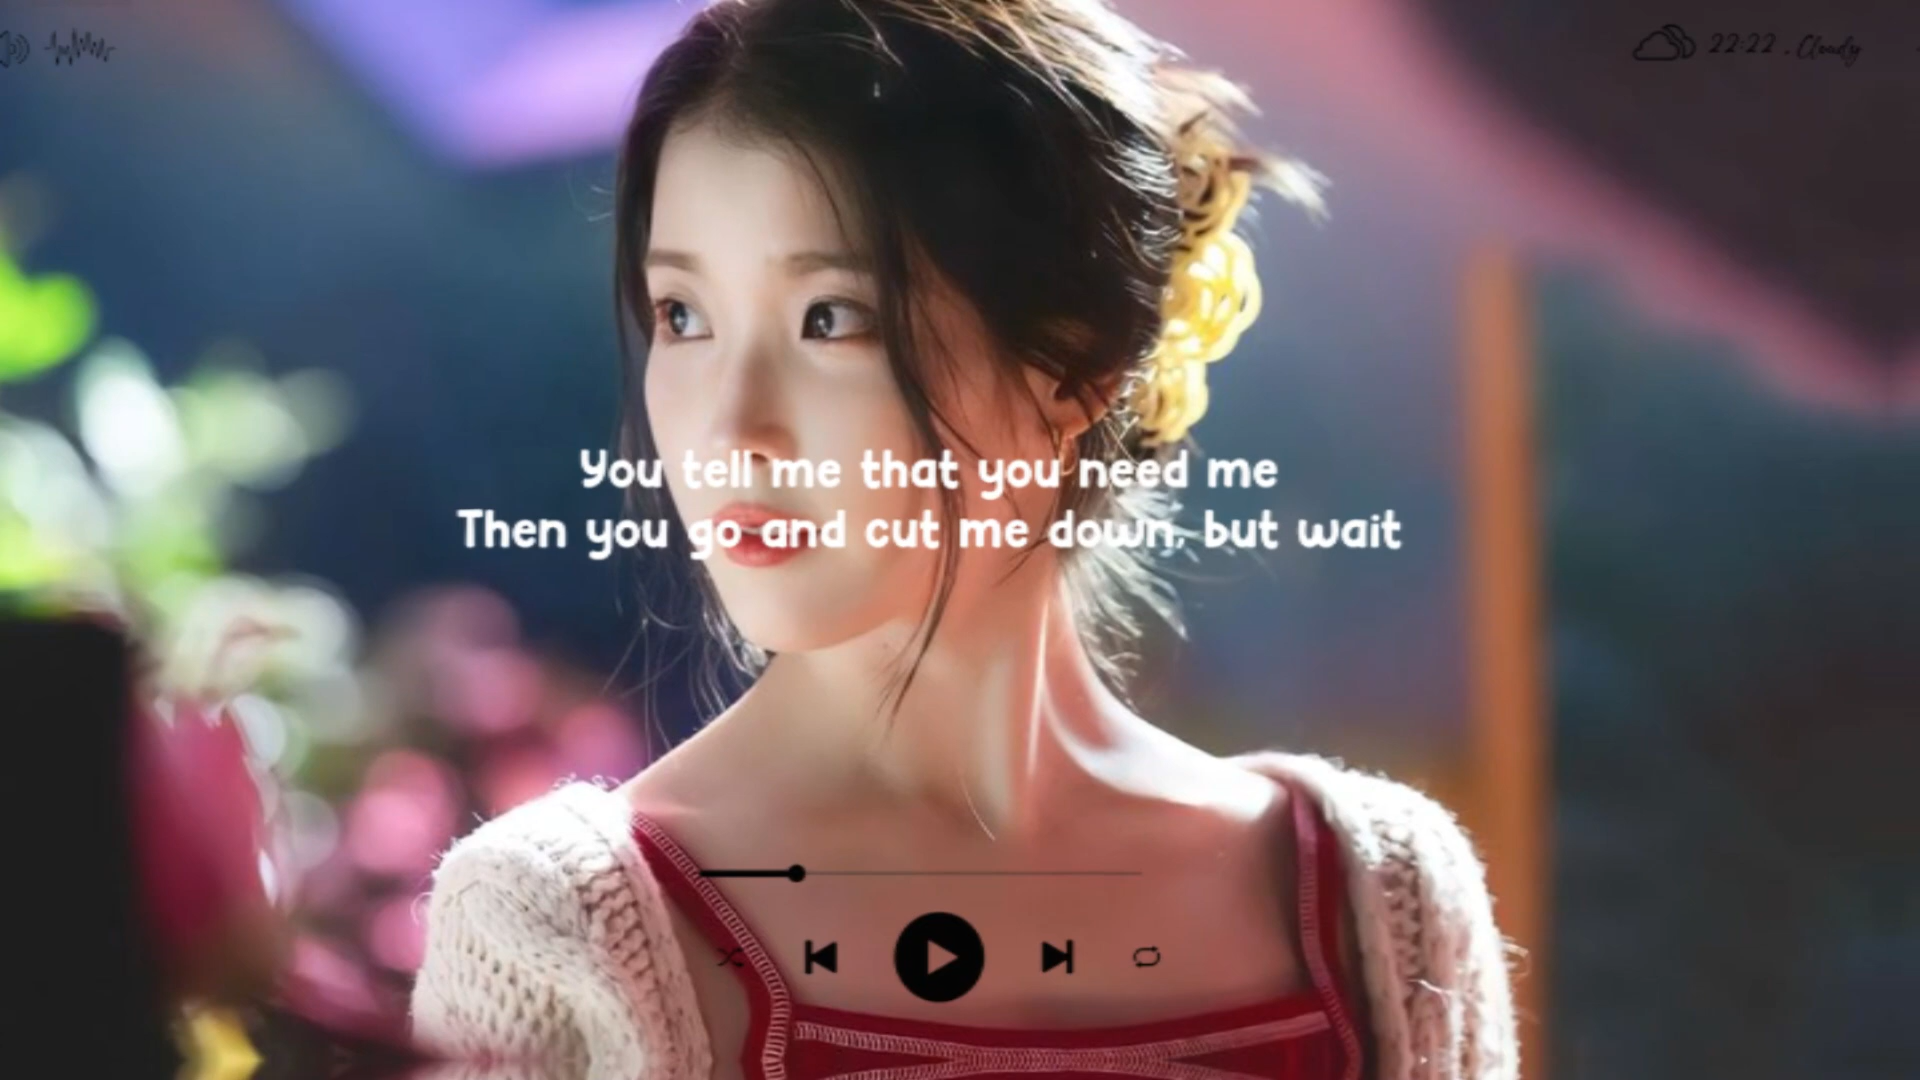 22:22 . Cloudy
You tell me that you need me
Then you go and cut me down, but wait